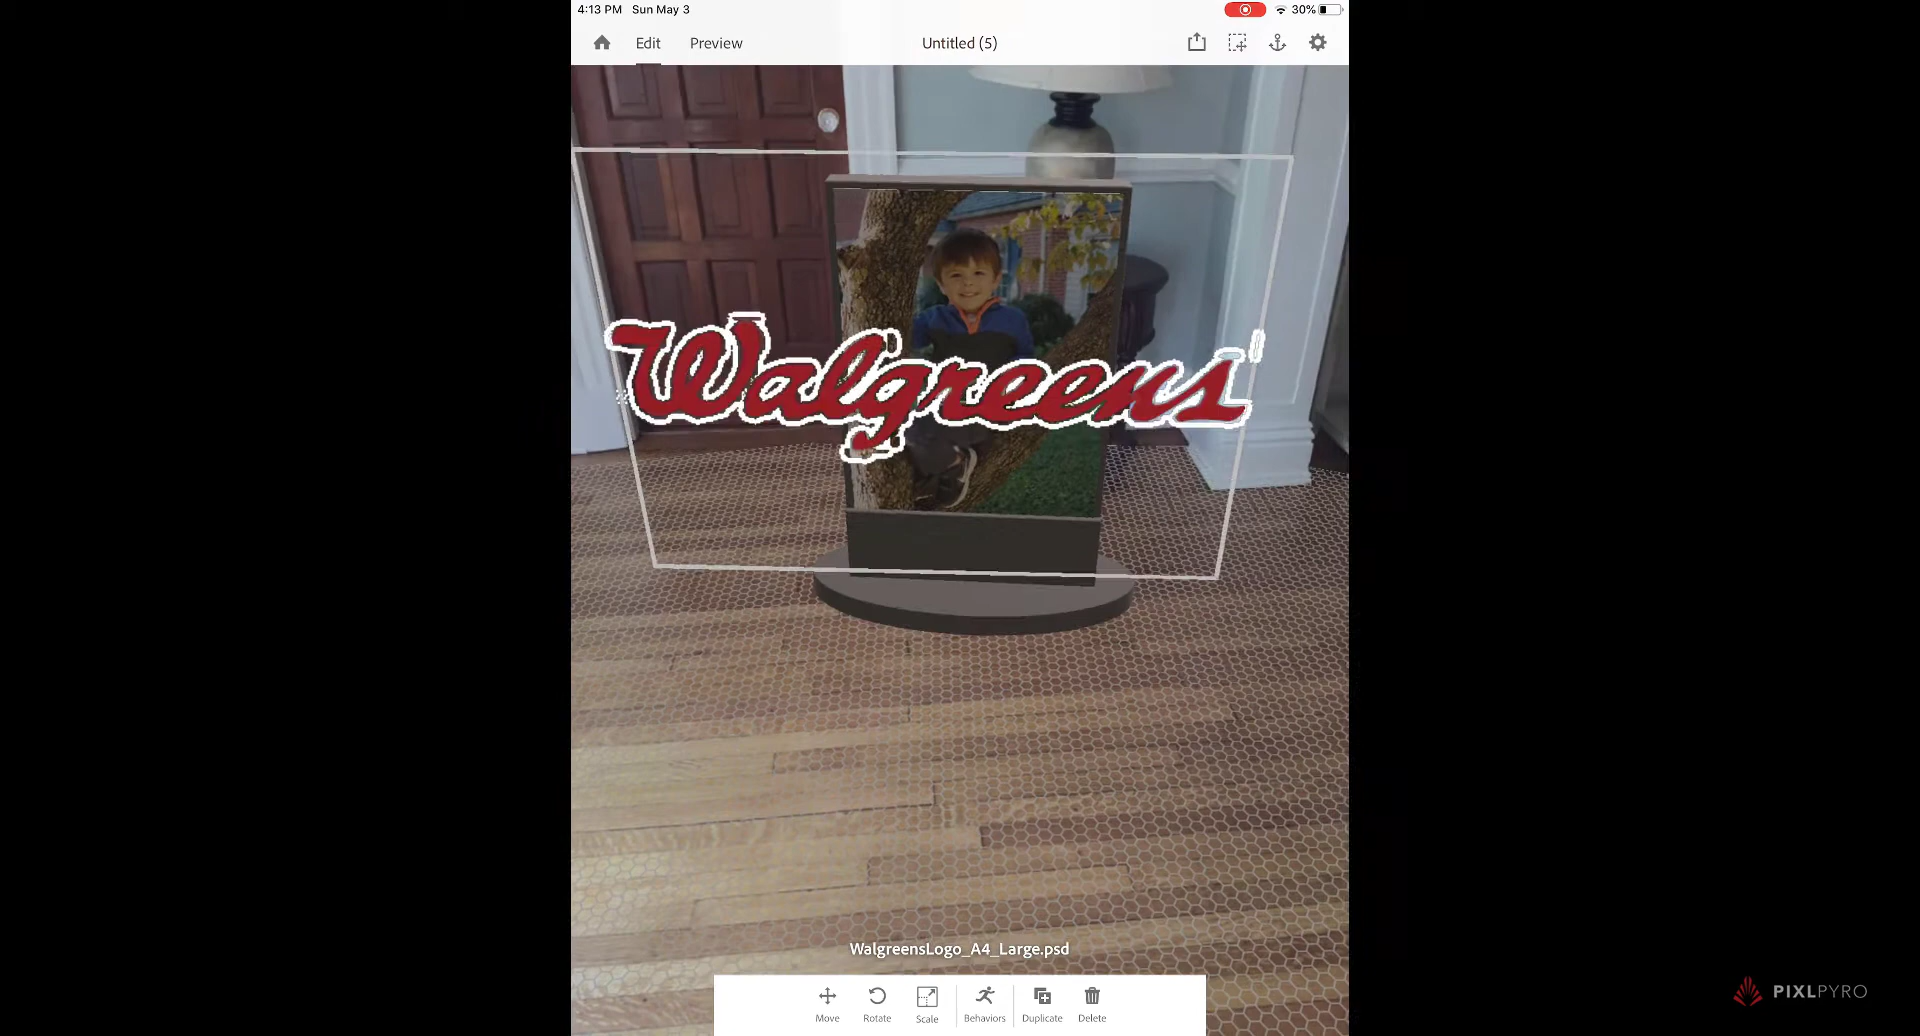 4:13 PM Sun May 3
30%
Edit Preview Untitled (5)
Walgreens
WalgreensLogo_A4_Large.psd
Move Rotate Scale Behaviors Duplicate Delete
PIXLPYRO